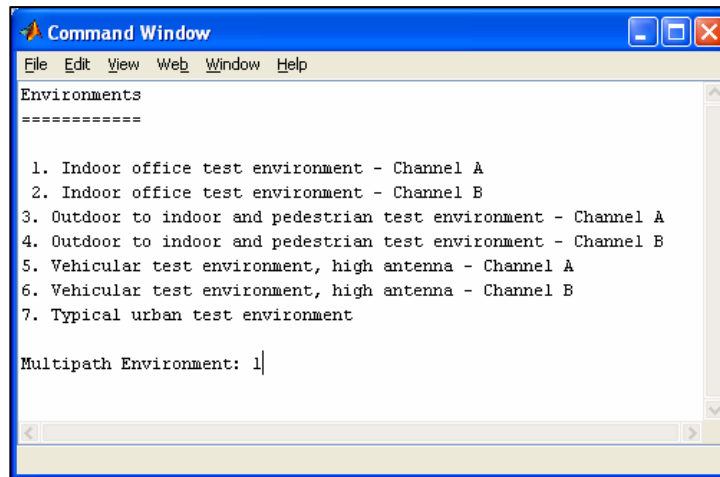 Command Window
File Edit View Web Window Help
Environments
============
1. Indoor office test environment - Channel A
2. Indoor office test environment - Channel B
3. Outdoor to indoor and pedestrian test environment - Channel A
4. Outdoor to indoor and pedestrian test environment - Channel B
5. Vehicular test environment, high antenna - Channel A
6. Vehicular test environment, high antenna - Channel B
7. Typical urban test environment
Multipath Environment: 1